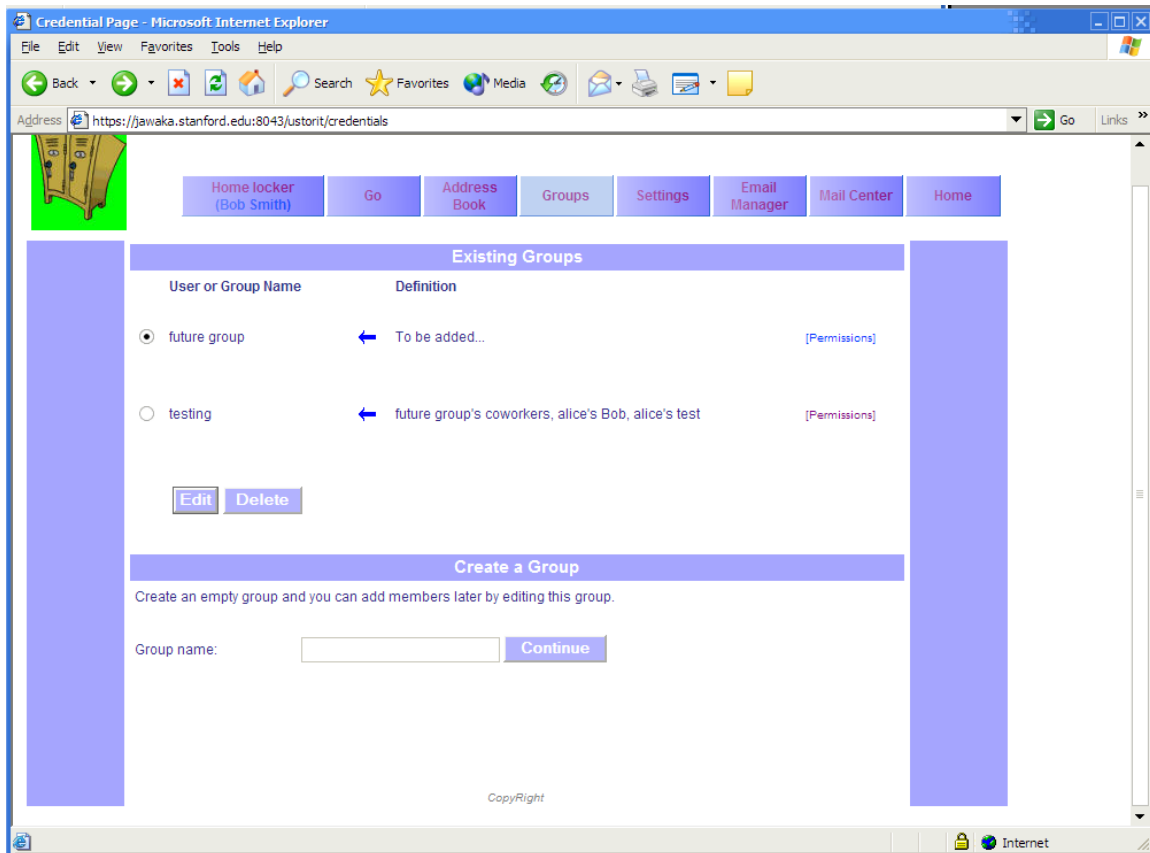 Credential Page - Microsoft Internet Explorer
File Edit View Favorites Tools Help
Back Search Favorites Media
Address https://jawaka.stanford.edu:8043/ustorit/credentials Go Links »
Home locker (Bob Smith) Go Address Book Groups Settings Email Manager Mail Center Home
Existing Groups
User or Group Name Definition
future group To be added... [Permissions]
testing future group's coworkers, alice's Bob, alice's test [Permissions]
Edit Delete
Create a Group
Create an empty group and you can add members later by editing this group.
Group name: Continue
CopyRight
Internet